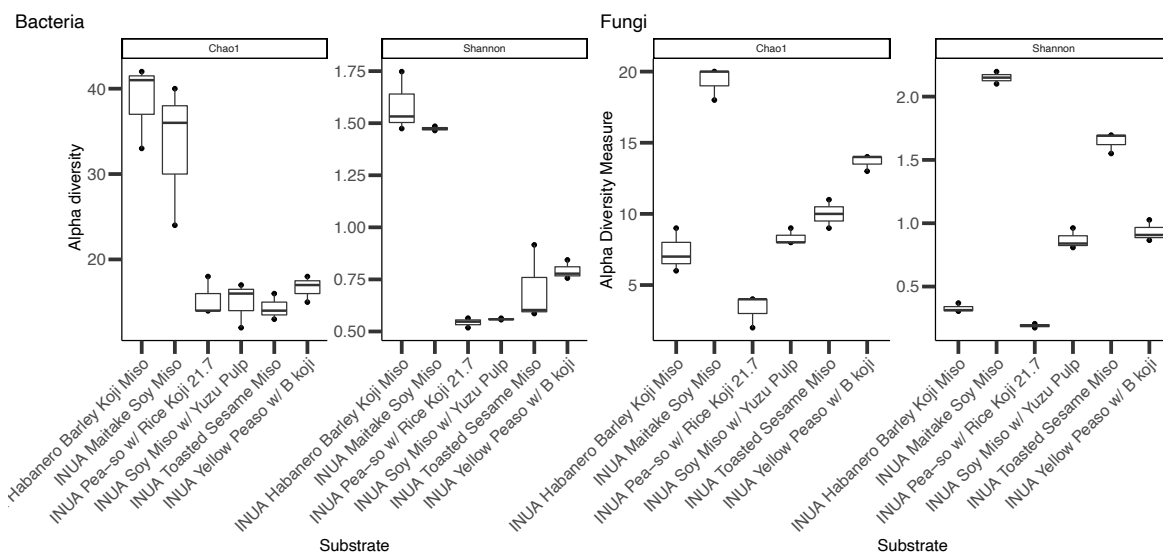 Bacteria
Fungi
Chao1
Shannon
Chao1
Shannon
Alpha diversity
40
30
20
1.75
1.50
1.25
1.00
0.75
0.50
Alpha Diversity Measure
20
15
10
5
2.0
1.5
1.0
0.5
Habanero Barley Koji Miso
INUA Maitake Soy Miso
INUA Pea-so w/ Rice Koji 21.7
INUA Soy Miso w/ Yuzu Pulp
INUA Toasted Sesame Miso
INUA Yellow Peaso w/ B koji
INUA Habanero Barley Koji Miso
INUA Maitake Soy Miso
INUA Pea-so w/ Rice Koji 21.7
INUA Soy Miso w/ Yuzu Pulp
INUA Toasted Sesame Miso
INUA Yellow Peaso w/ B koji
INUA Habanero Barley Koji Miso
INUA Maitake Soy Miso
INUA Pea-so w/ Rice Koji 21.7
INUA Soy Miso w/ Yuzu Pulp
INUA Toasted Sesame Miso
INUA Yellow Peaso w/ B koji
INUA Habanero Barley Koji Miso
INUA Maitake Soy Miso
INUA Pea-so w/ Rice Koji 21.7
INUA Soy Miso w/ Yuzu Pulp
INUA Toasted Sesame Miso
INUA Yellow Peaso w/ B koji
Substrate
Substrate